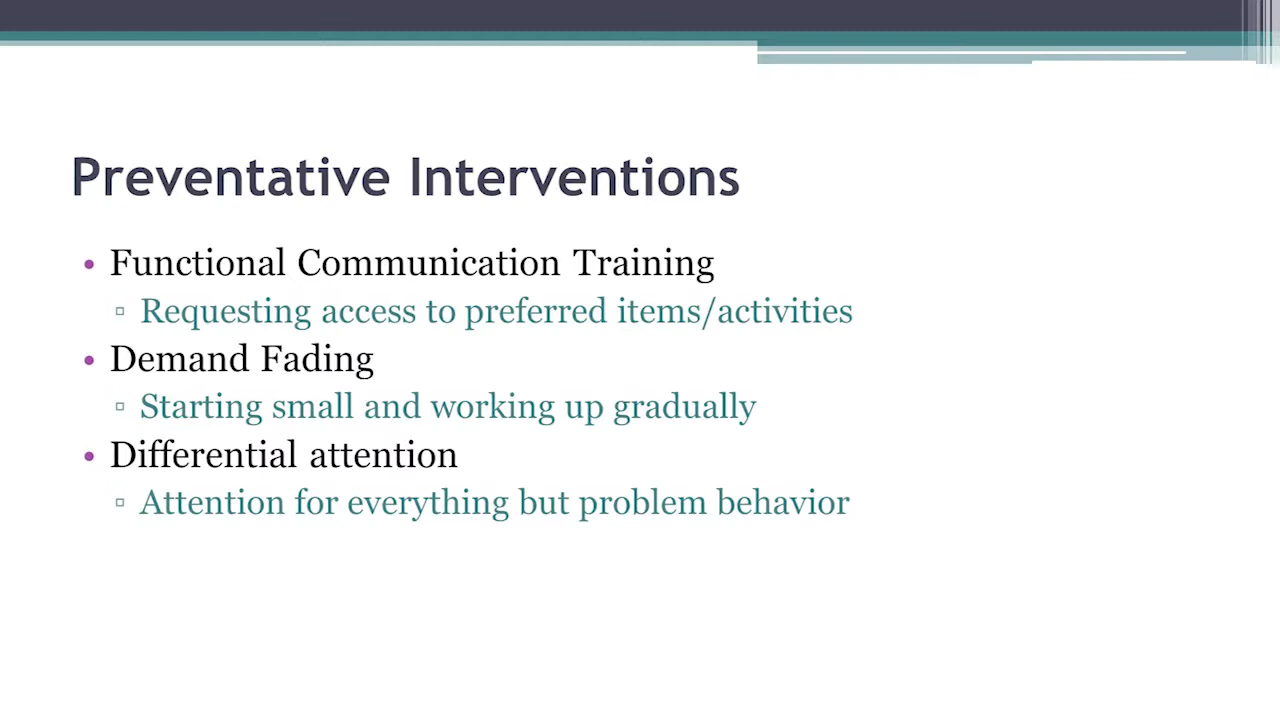 Preventative Interventions
• Functional Communication Training
▫ Requesting access to preferred items/activities
• Demand Fading
▫ Starting small and working up gradually
• Differential attention
▫ Attention for everything but problem behavior